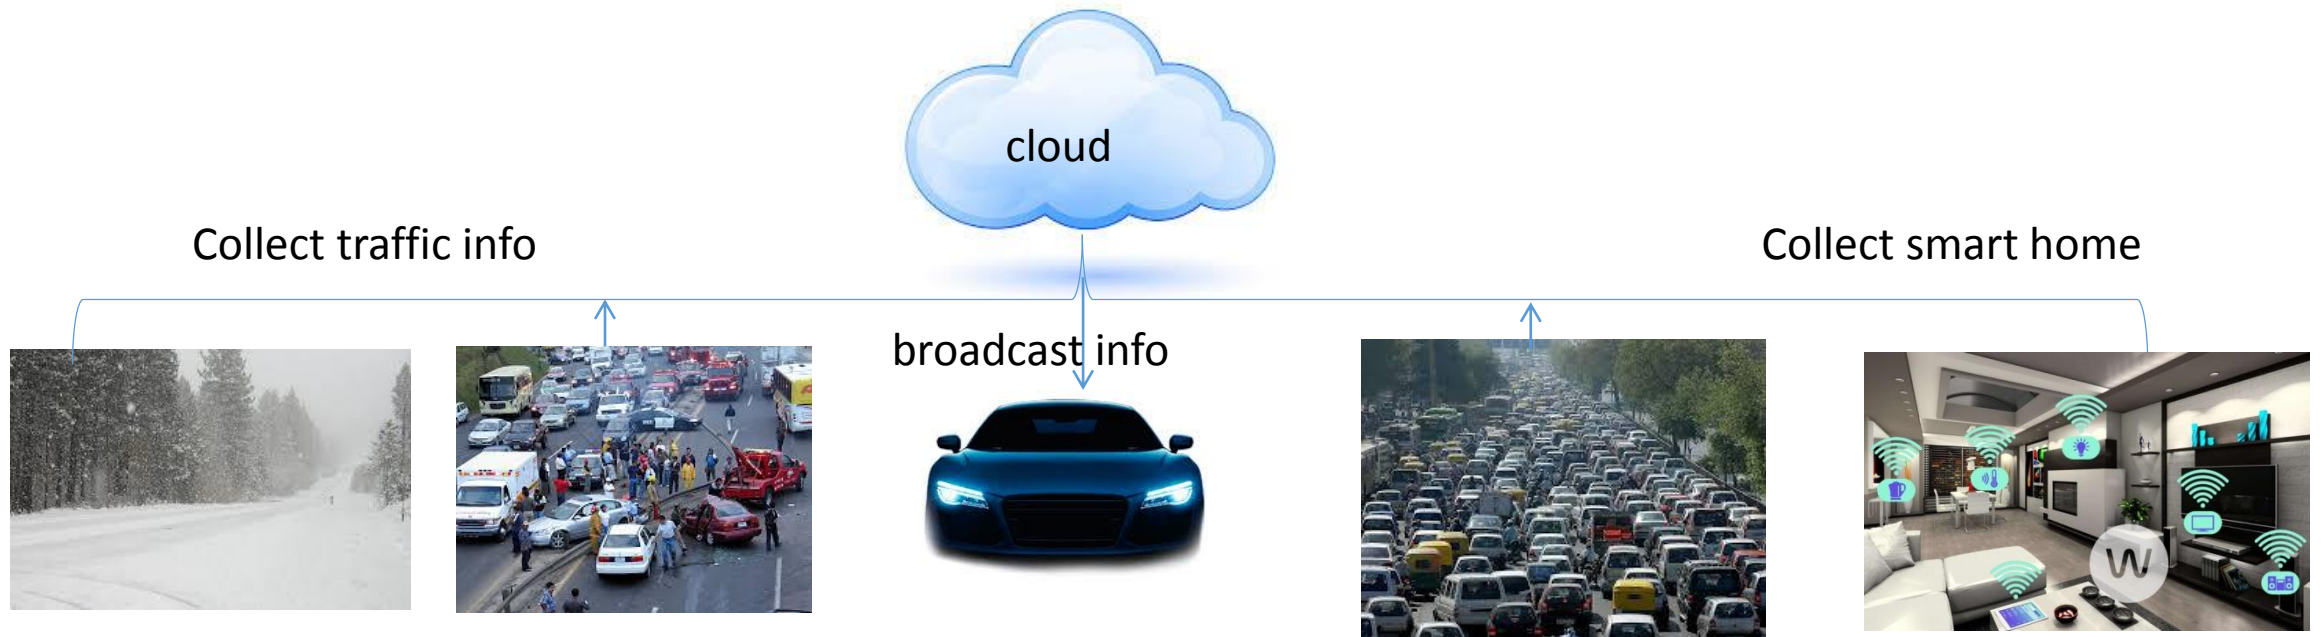 cloud
Collect traffic info
Collect smart home
broadcast info
W